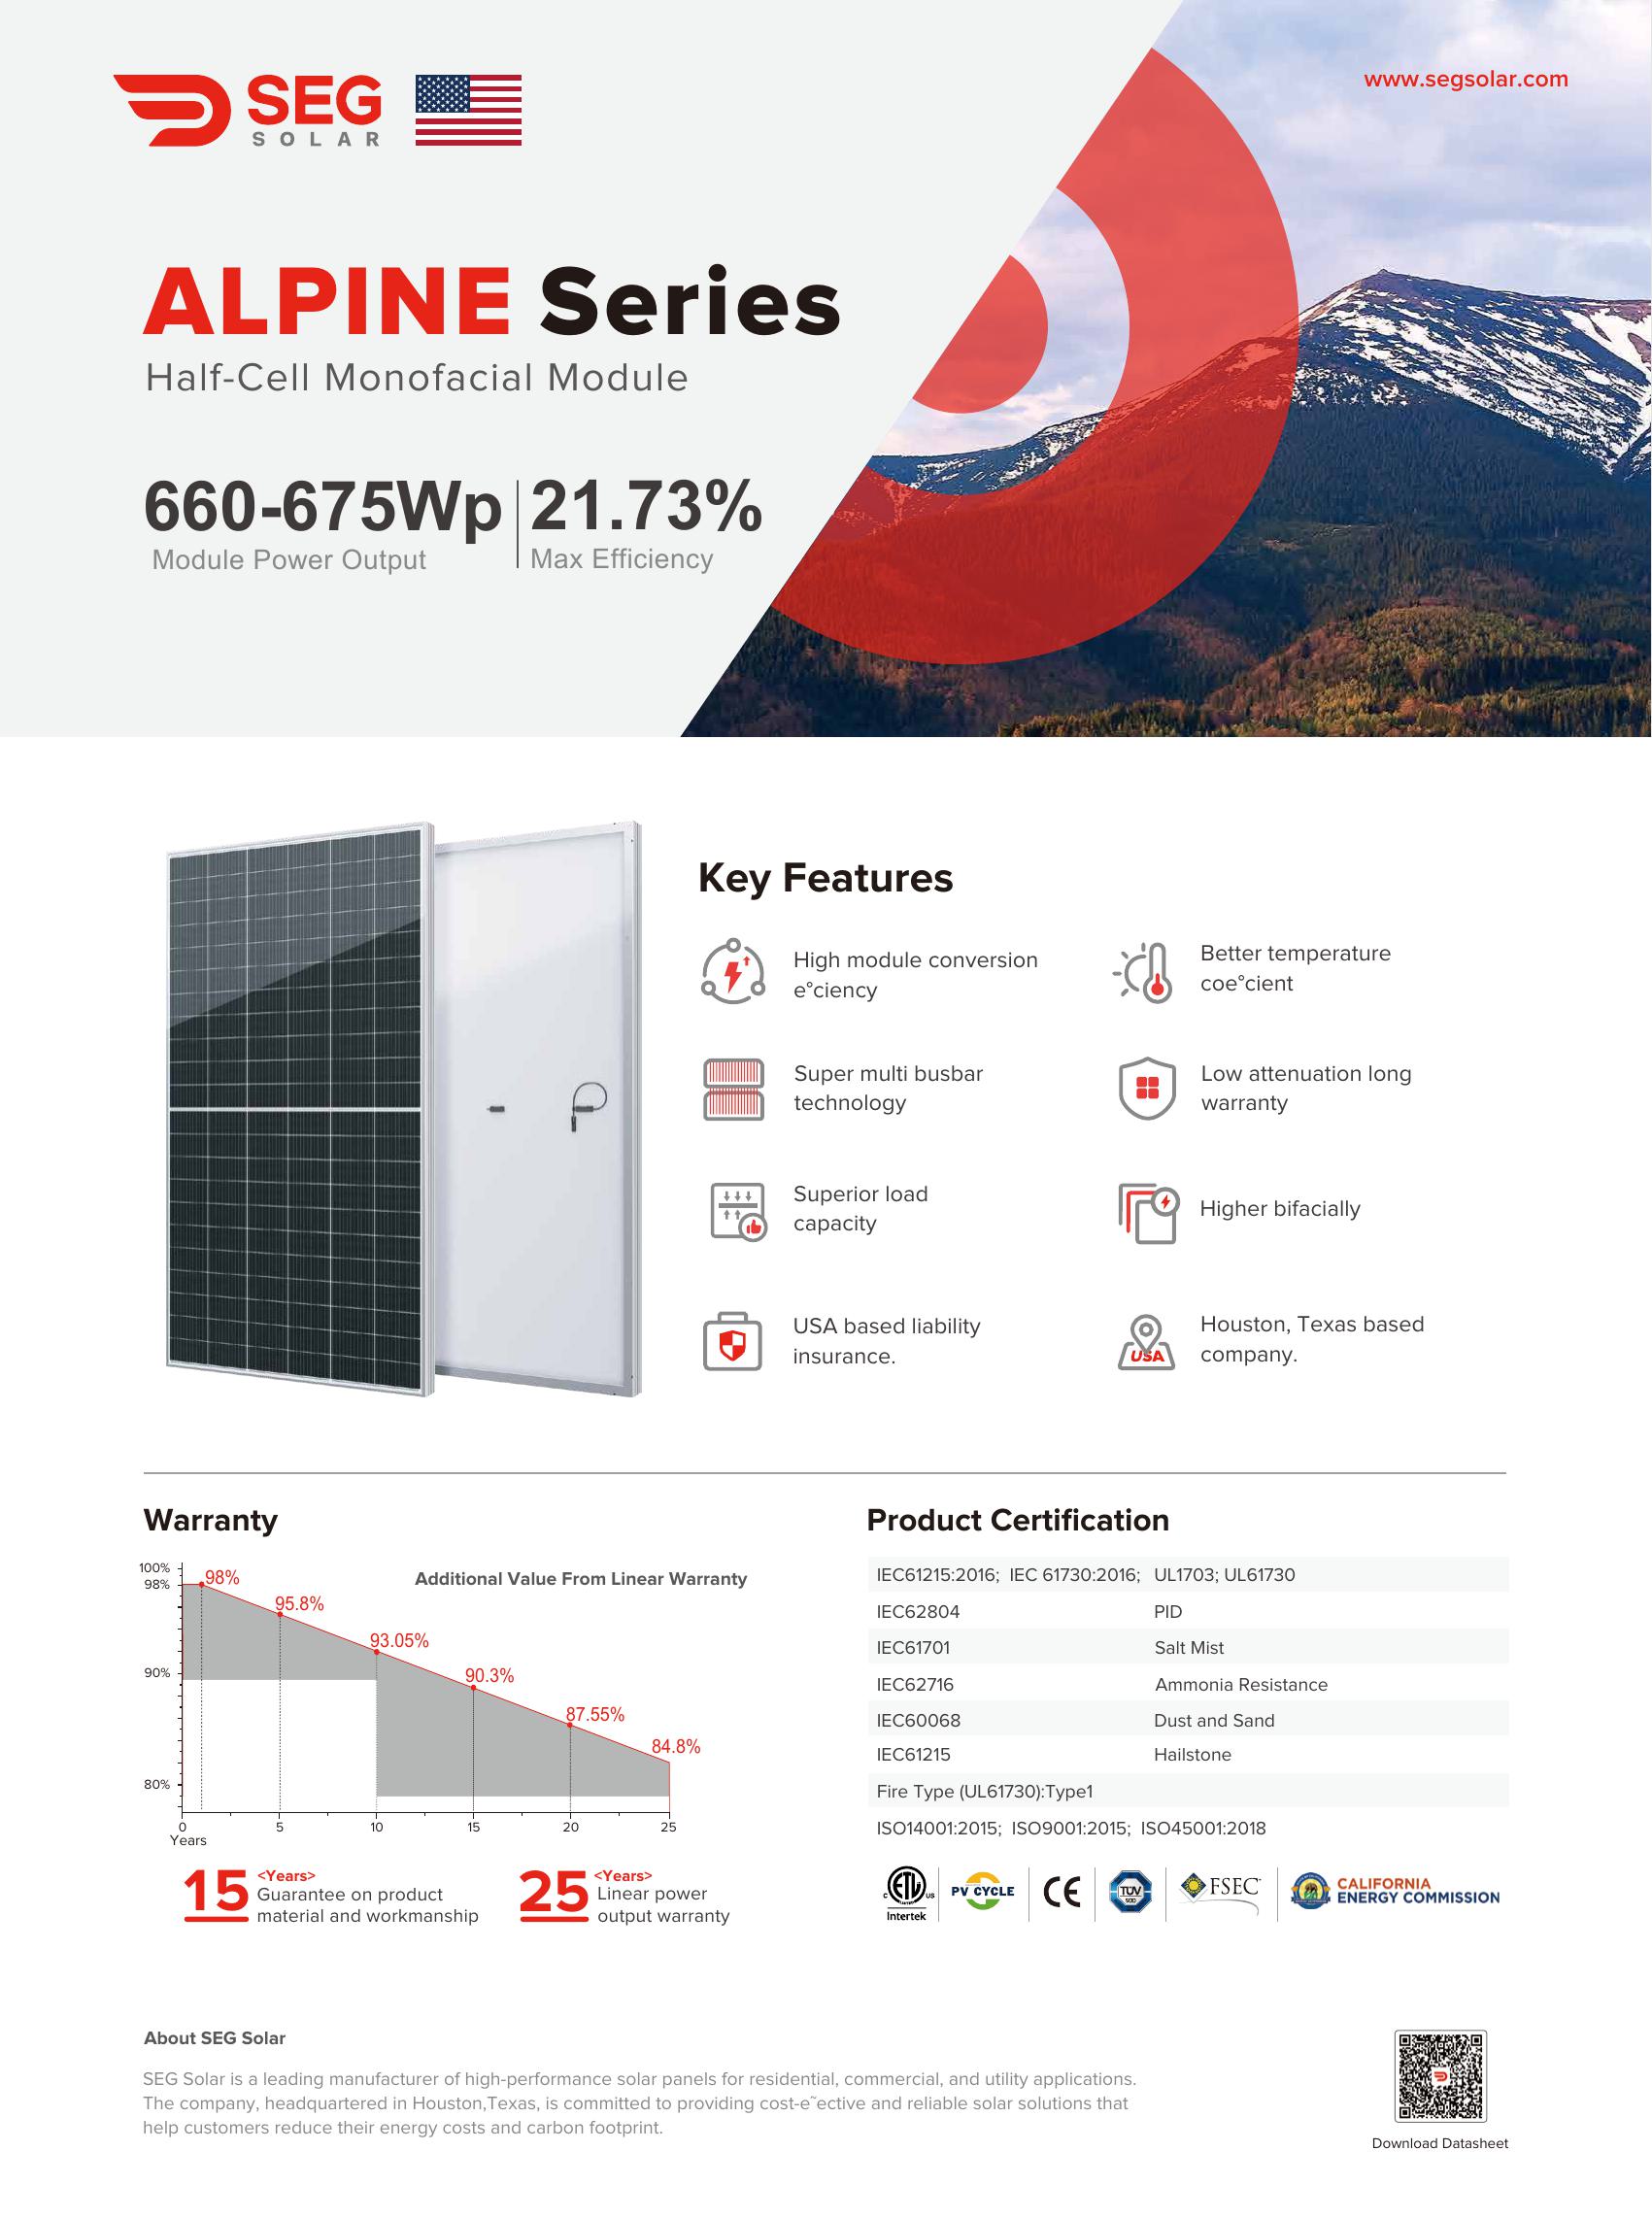 SEG
SOLAR
www.segsolar.com
ALPINE Series
Half-Cell Monofacial Module
660-675Wp
Module Power Output
21.73%
Max Efficiency
Key Features
High module conversion
e°ciency
Better temperature
coe°cient
Super multi busbar
technology
Low attenuation long
warranty
Superior load
capacity
Higher bifacially
USA based liability
insurance.
USA
Houston, Texas based
company.
Warranty
Additional Value From Linear Warranty
100%
98%
90%
80%
98%
95.8%
93.05%
90.3%
87.55%
84.8%
0 5 10 15 20 25
Years
15 <Years>
Guarantee on product
material and workmanship
25 <Years>
Linear power
output warranty
Product Certification
IEC61215:2016; IEC 61730:2016; UL1703; UL61730
IEC62804 PID
IEC61701 Salt Mist
IEC62716 Ammonia Resistance
IEC60068 Dust and Sand
IEC61215 Hailstone
Fire Type (UL61730):Type1
ISO14001:2015; ISO9001:2015; ISO45001:2018
C ETL US
Intertek
PV CYCLE
CE
TÜV
SÜD
FSEC
CALIFORNIA
ENERGY COMMISSION
About SEG Solar
SEG Solar is a leading manufacturer of high-performance solar panels for residential, commercial, and utility applications.
The company, headquartered in Houston,Texas, is committed to providing cost-e˜ective and reliable solar solutions that
help customers reduce their energy costs and carbon footprint.
Download Datasheet